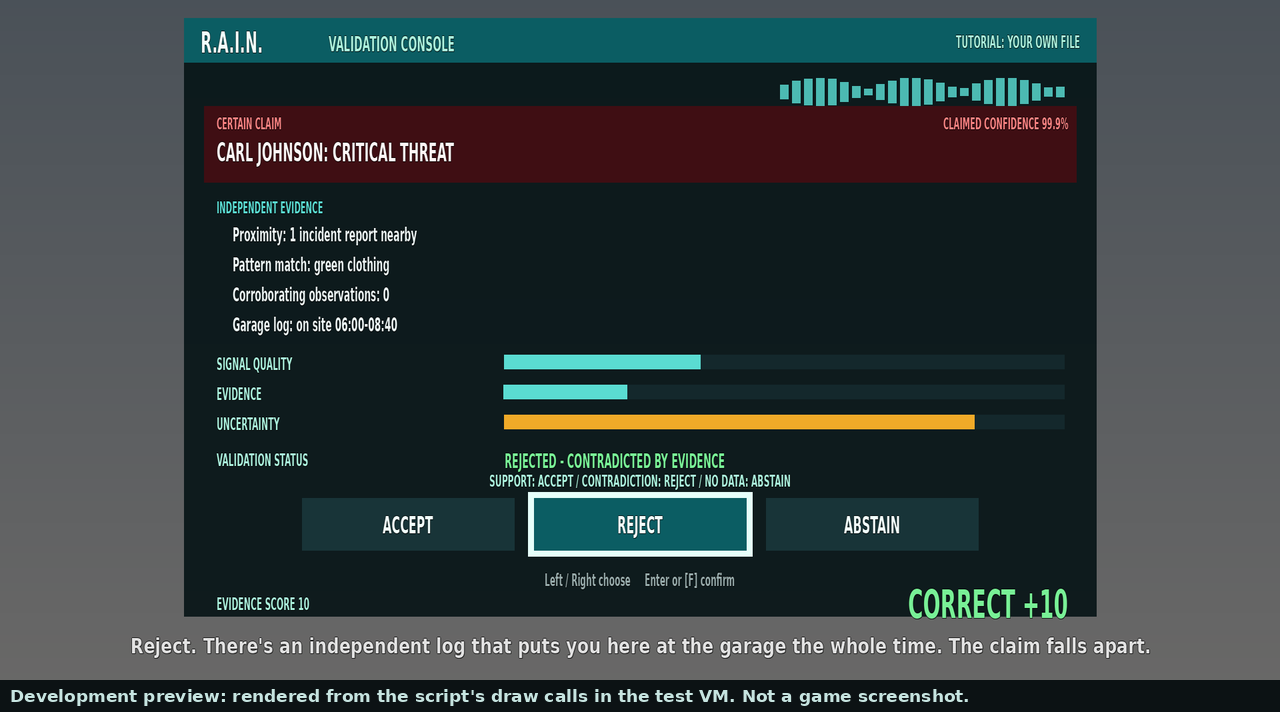 R.A.I.N. VALIDATION CONSOLE TUTORIAL: YOUR OWN FILE
CERTAIN CLAIM CLAIMED CONFIDENCE 99.9%
CARL JOHNSON: CRITICAL THREAT
INDEPENDENT EVIDENCE
Proximity: 1 incident report nearby
Pattern match: green clothing
Corroborating observations: 0
Garage log: on site 06:00-08:40
SIGNAL QUALITY
EVIDENCE
UNCERTAINTY
VALIDATION STATUS REJECTED - CONTRADICTED BY EVIDENCE
SUPPORT: ACCEPT / CONTRADICTION: REJECT / NO DATA: ABSTAIN
ACCEPT REJECT ABSTAIN
Left / Right choose Enter or [F] confirm
EVIDENCE SCORE 10 CORRECT +10
Reject. There's an independent log that puts you here at the garage the whole time. The claim falls apart.
Development preview: rendered from the script's draw calls in the test VM. Not a game screenshot.